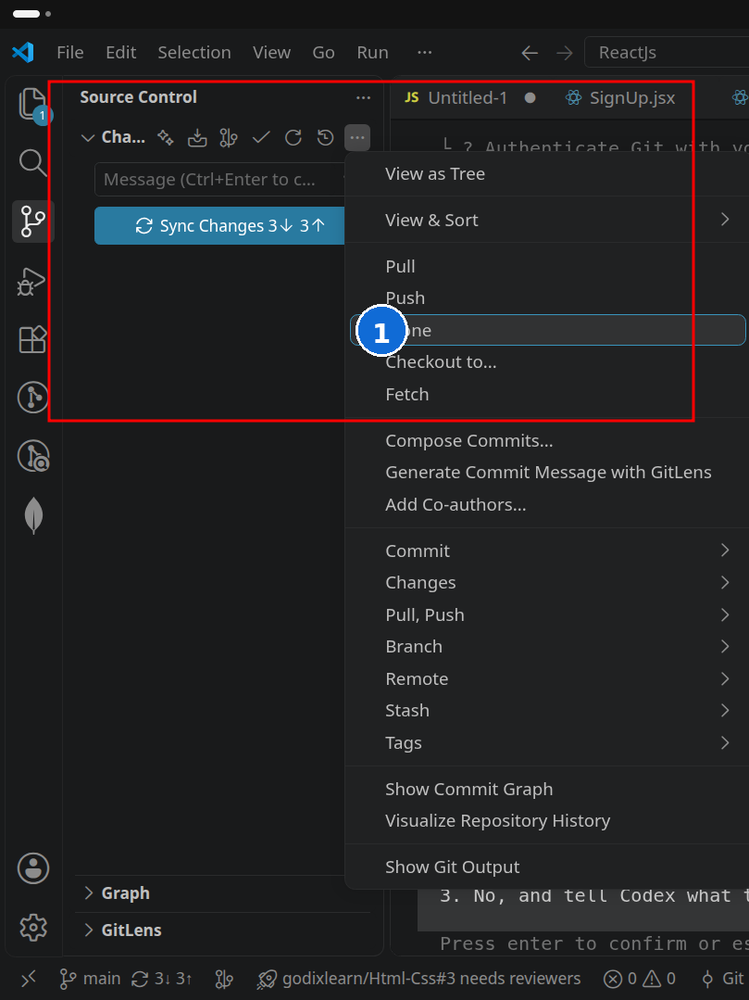 File Edit Selection View Go Run ··· ← → ReactJs
Source Control ···
JS Untitled-1 ● SignUp.jsx
1
Cha... ···
└ ? Authenticate Git with
Message (Ctrl+Enter to c...
Sync Changes 3↓ 3↑
View as Tree
View & Sort
Pull
Push
1
Checkout to...
Fetch
Compose Commits...
Generate Commit Message with GitLens
Add Co-authors...
Commit
Changes
Pull, Push
Branch
Remote
Stash
Tags
Show Commit Graph
Visualize Repository History
Show Git Output
Graph
GitLens
3. No, and tell Codex what
Press enter to confirm or
main 3↓ 3↑ godixlearn/Html-Css#3 needs reviewers 0 0 Git